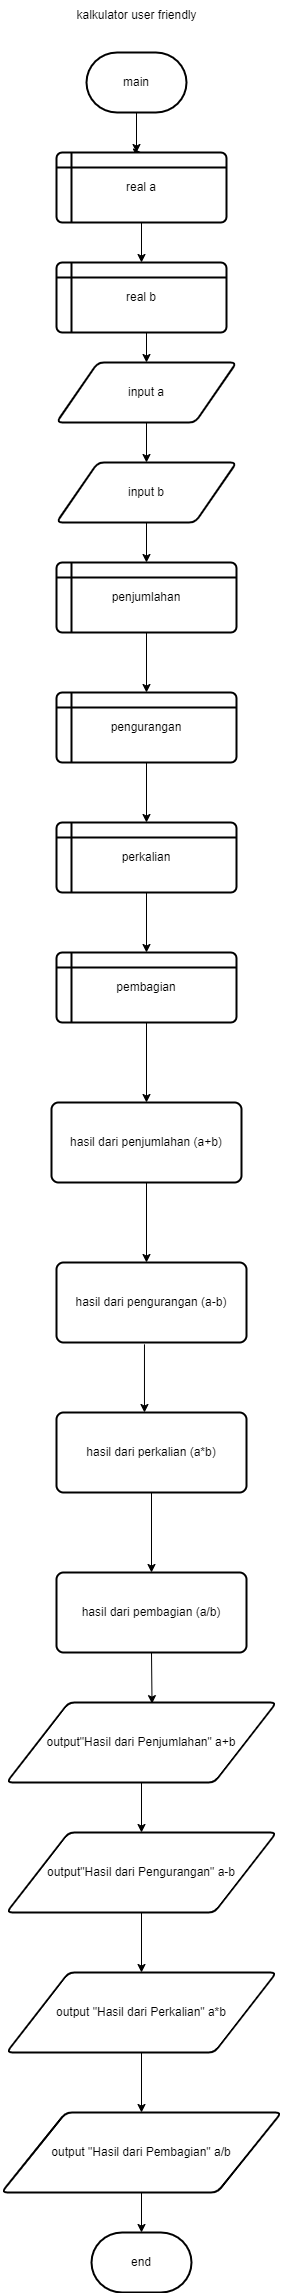 kalkulator user friendly
main
real a
real b
input a
input b
penjumlahan
pengurangan
perkalian
pembagian
hasil dari penjumlahan (a+b)
hasil dari pengurangan (a-b)
hasil dari perkalian (a*b)
hasil dari pembagian (a/b)
output"Hasil dari Penjumlahan" a+b
output"Hasil dari Pengurangan" a-b
output "Hasil dari Perkalian" a*b
output "Hasil dari Pembagian" a/b
end